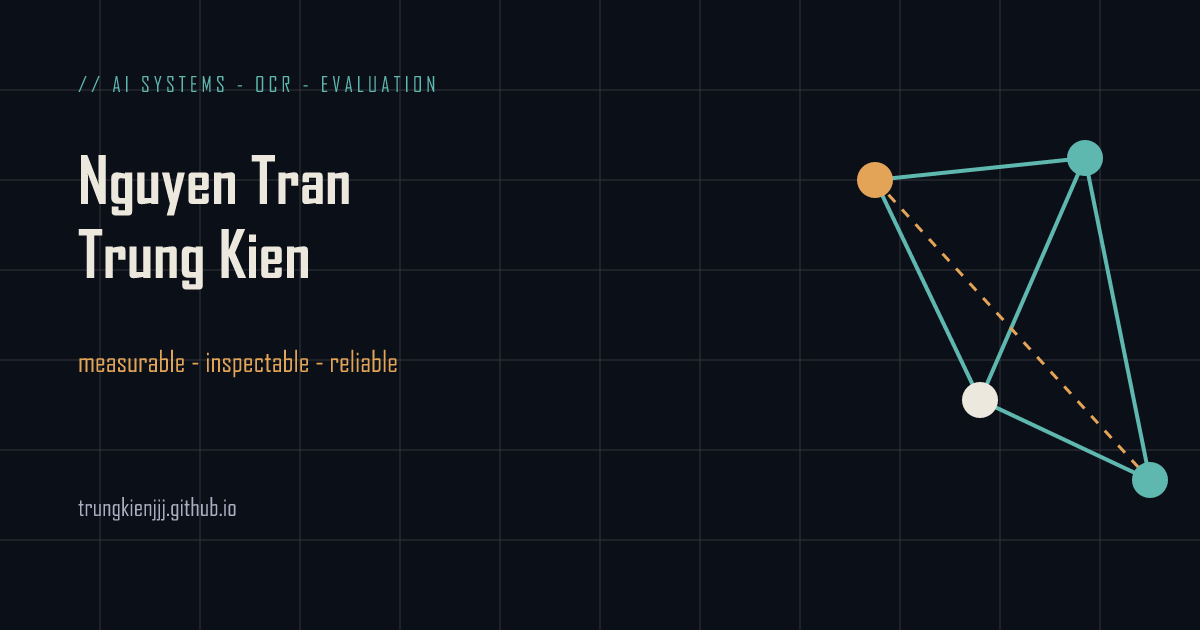 // AI SYSTEMS - OCR - EVALUATION
Nguyen Tran
Trung Kien
measurable - inspectable - reliable
trungkienjjj.github.io